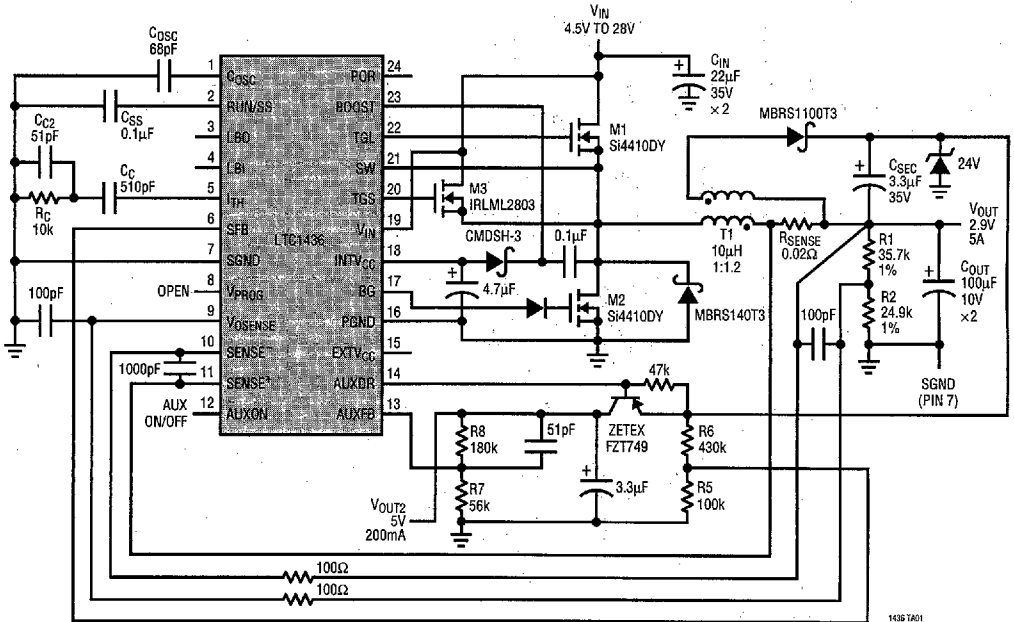 VIN
4.5V TO 28V
COSC
68pF
CIN
22µF
35V
× 2
1
COSC
POR
24
2
RUN/SS
BOOST
23
CSS
0.1µF
MBRS1100T3
CC2
51pF
3
LBO
TGL
22
M1
Si4410DY
4
LBI
SW
21
24V
CSEC
3.3µF
35V
CC
510pF
5
ITH
TGS
20
M3
IRLML2803
RC
10k
6
SFB
LTC1436
VIN
19
T1
10µH
1:1.2
RSENSE
0.02Ω
VOUT
2.9V
5A
7
SGND
INTVCC
18
CMDSH-3
0.1µF
R1
35.7k
1%
COUT
100µF
10V
×2
OPEN
8
VPROG
BG
17
4.7µF
M2
Si4410DY
MBRS140T3
R2
24.9k
1%
100pF
9
VOSENSE
PGND
16
100pF
10
SENSE–
EXTVCC
15
1000pF
11
SENSE+
AUXDR
14
47k
SGND
(PIN 7)
AUX
ON/OFF
12
AUXON
AUXFB
13
R8
180k
51pF
ZETEX
FZT749
R6
430k
R7
56k
3.3µF
R5
100k
VOUT2
5V
200mA
100Ω
100Ω
1436 TA01